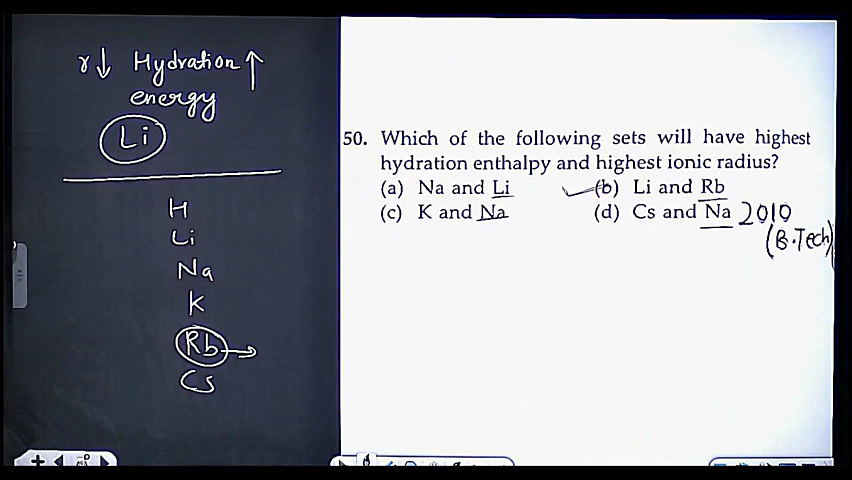 r↓ Hydration ↑
energy
Li
H
Li
Na
K
Rb →
Cs
50. Which of the following sets will have highest
hydration enthalpy and highest ionic radius?
(a) Na and Li (b) Li and Rb
(c) K and Na (d) Cs and Na 2010
(B.Tech)